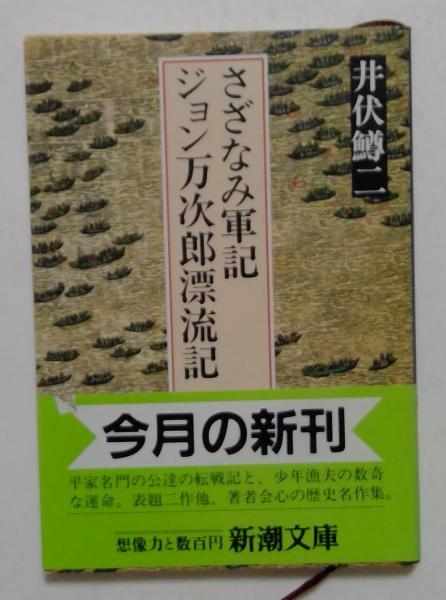 井伏鱒二
さざなみ軍記
ジョン万次郎漂流記
今月の新刊
平家名門の公達の転戦記と、少年漁夫の数奇
な運命。表題二作他、著者会心の歴史名作集。
想像力と数百円 新潮文庫